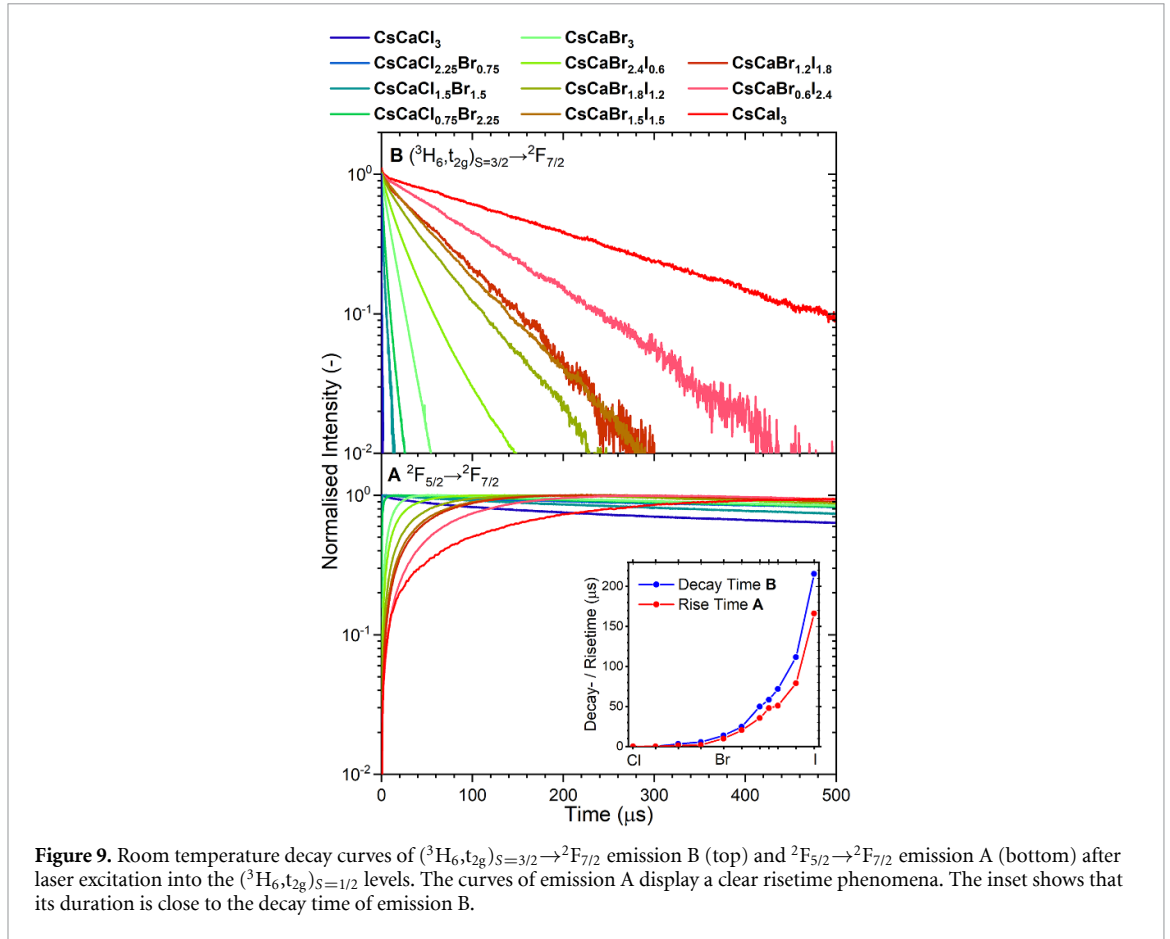 CsCaCl₃ CsCaBr₃
CsCaCl₂.₂₅Br₀.₇₅ CsCaBr₂.₄I₀.₆ CsCaBr₁.₂I₁.₈
CsCaCl₁.₅Br₁.₅ CsCaBr₁.₈I₁.₂ CsCaBr₀.₆I₂.₄
CsCaCl₀.₇₅Br₂.₂₅ CsCaBr₁.₅I₁.₅ CsCaI₃
B (³H₆,t₂g)S=3/2→²F7/2
10⁰
10⁻¹
10⁻²
Normalised Intensity (-)
A ²F5/2→²F7/2
10⁰
10⁻¹
10⁻²
Decay Time B
Rise Time A
Decay- / Risetime (μs)
200
150
100
50
0
Cl Br I
0 100 200 300 400 500
Time (μs)
Figure 9. Room temperature decay curves of (³H₆,t₂g)S=3/2→²F7/2 emission B (top) and ²F5/2→²F7/2 emission A (bottom) after
laser excitation into the (³H₆,t₂g)S=1/2 levels. The curves of emission A display a clear risetime phenomena. The inset shows that
its duration is close to the decay time of emission B.